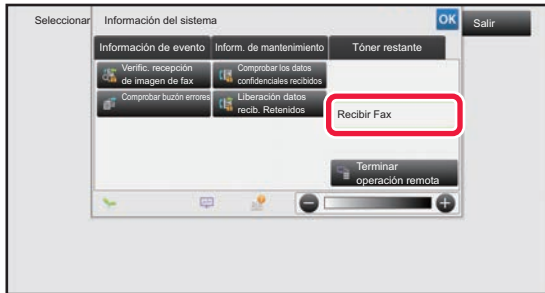 Seleccionar
Información del sistema
OK
Salir
Información de evento
Inform. de mantenimiento
Tóner restante
Verific. recepción
de imagen de fax
Comprobar los datos
confidenciales recibidos
Comprobar buzón errores
Liberación datos
recib. Retenidos
Recibir Fax
Terminar
operación remota